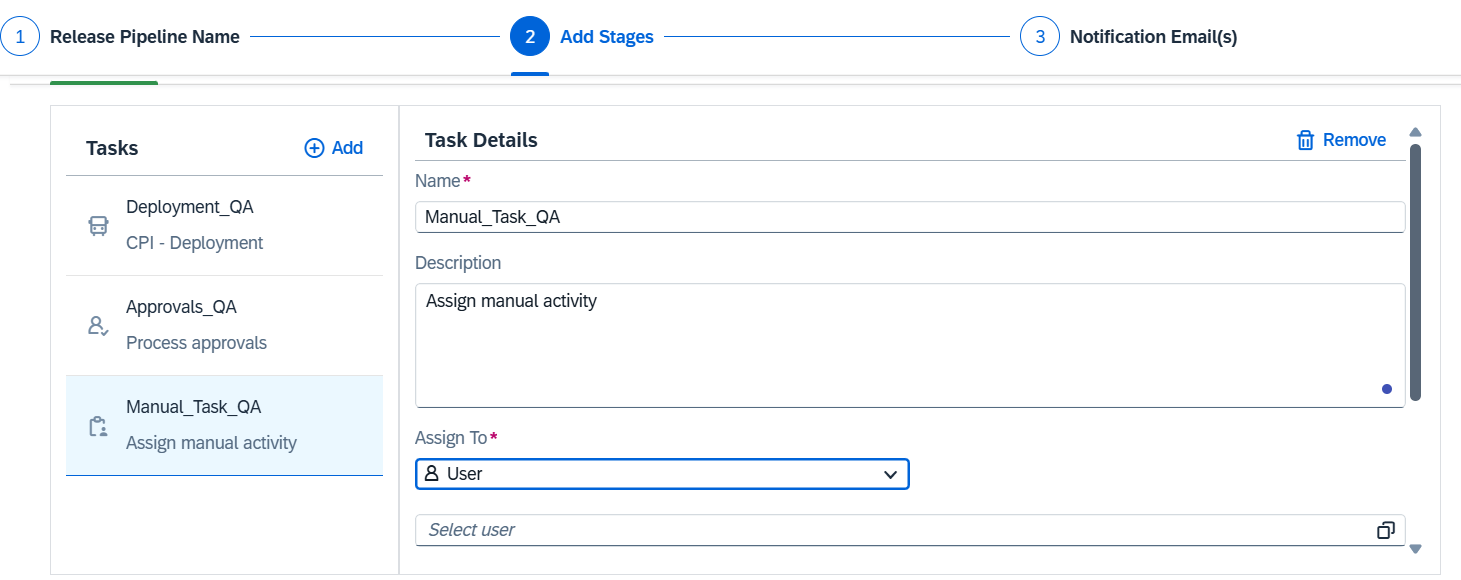 1 Release Pipeline Name 2 Add Stages 3 Notification Email(s)
Tasks Add
Deployment_QA
CPI - Deployment
Approvals_QA
Process approvals
Manual_Task_QA
Assign manual activity
Task Details Remove
Name*
Manual_Task_QA
Description
Assign manual activity
Assign To*
User
Select user